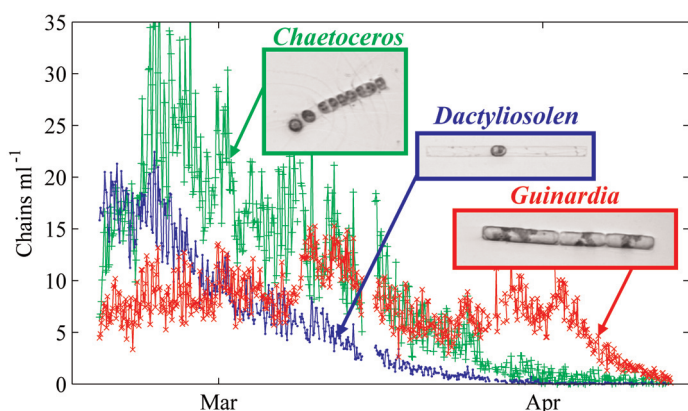 35
30
25
20
15
10
5
0
Chains ml⁻¹
Chaetoceros
Dactyliosolen
Guinardia
Mar
Apr